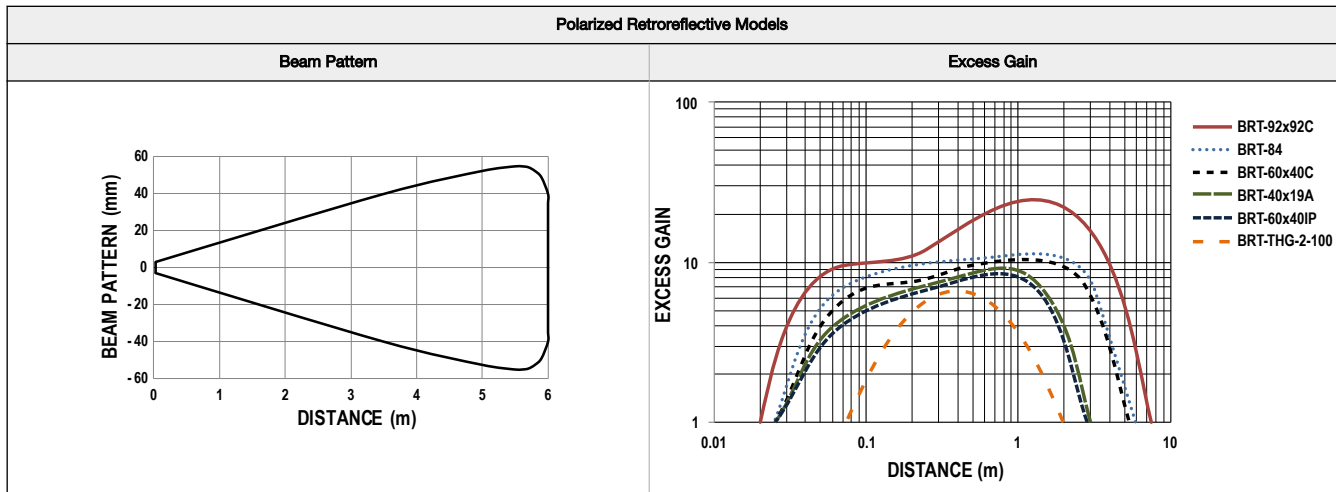 Polarized Retroreflective Models
Beam Pattern
Excess Gain
BEAM PATTERN (mm)
60
40
20
0
-20
-40
-60
0 1 2 3 4 5 6
DISTANCE (m)
EXCESS GAIN
100
10
1
0.01 0.1 1 10
DISTANCE (m)
BRT-92x92C
BRT-84
BRT-60x40C
BRT-40x19A
BRT-60x40IP
BRT-THG-2-100